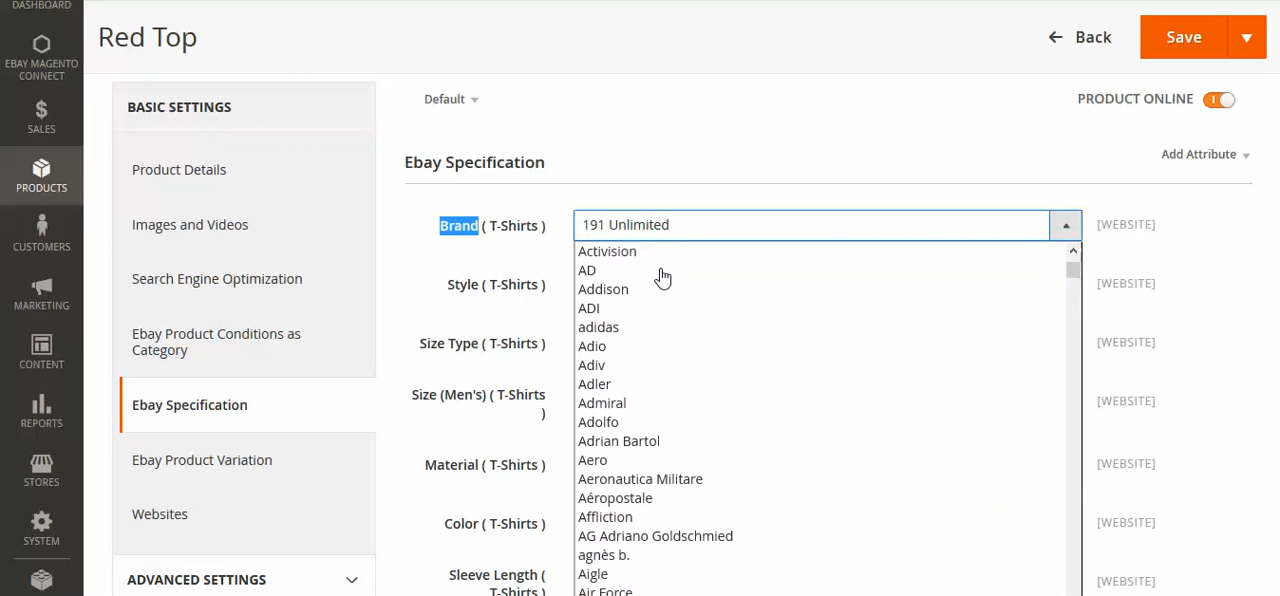 DASHBOARD
EBAY MAGENTO
CONNECT
SALES
PRODUCTS
CUSTOMERS
MARKETING
CONTENT
REPORTS
STORES
SYSTEM
Red Top
Back
Save
BASIC SETTINGS
Product Details
Images and Videos
Search Engine Optimization
Ebay Product Conditions as
Category
Ebay Specification
Ebay Product Variation
Websites
ADVANCED SETTINGS
Default
PRODUCT ONLINE
Ebay Specification
Add Attribute
Brand ( T-Shirts )
191 Unlimited
[WEBSITE]
Activision
AD
Addison
ADI
adidas
Adio
Adiv
Adler
Admiral
Adolfo
Adrian Bartol
Aero
Aeronautica Militare
Aéropostale
Affliction
AG Adriano Goldschmied
agnès b.
Aigle
Air Force
Style ( T-Shirts )
[WEBSITE]
Size Type ( T-Shirts )
[WEBSITE]
Size (Men's) ( T-Shirts
)
[WEBSITE]
Material ( T-Shirts )
[WEBSITE]
Color ( T-Shirts )
[WEBSITE]
Sleeve Length (
T-Shirts )
[WEBSITE]